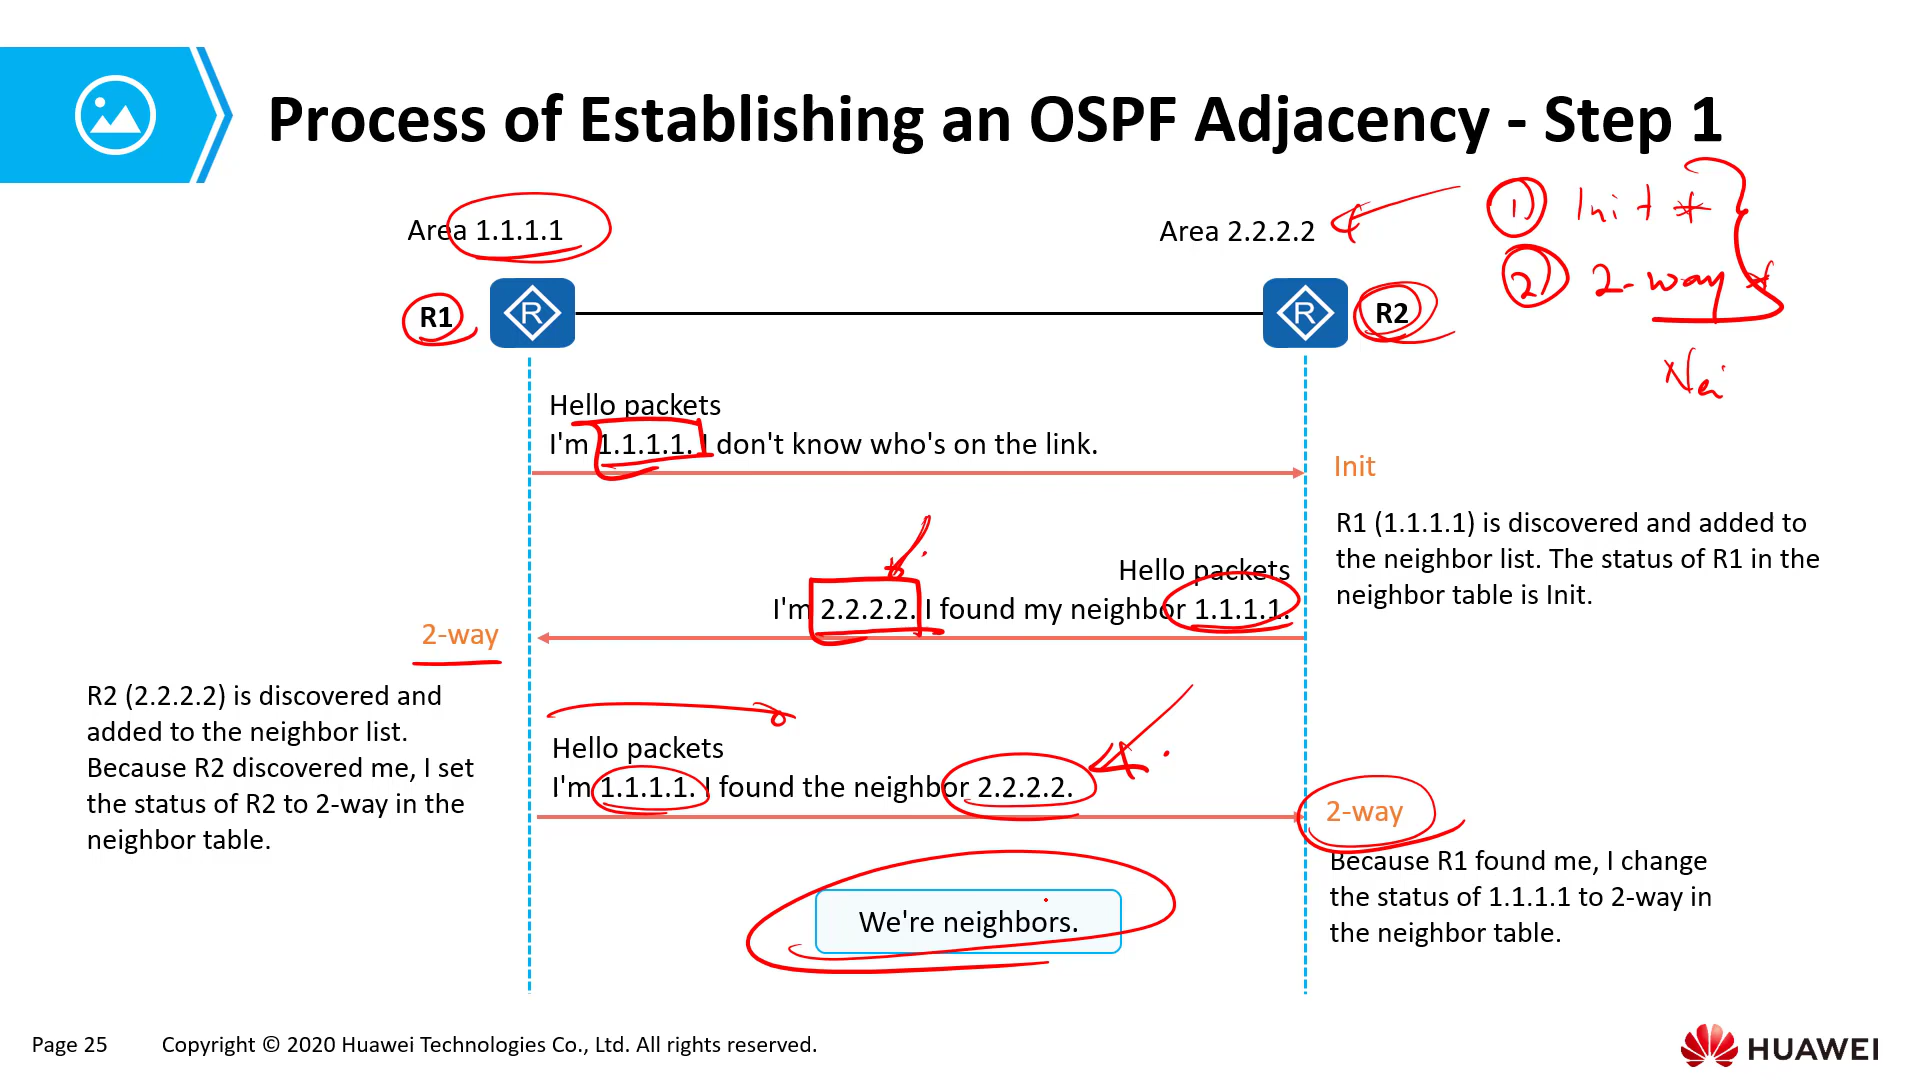 Process of Establishing an OSPF Adjacency - Step 1
Area 1.1.1.1
Area 2.2.2.2
1) Init *
2) 2-way *
Nei
R1
R
R
R2
Hello packets
I'm 1.1.1.1. I don't know who's on the link.
Init
R1 (1.1.1.1) is discovered and added to
the neighbor list. The status of R1 in the
neighbor table is Init.
Hello packets
I'm 2.2.2.2. I found my neighbor 1.1.1.1.
2-way
R2 (2.2.2.2) is discovered and
added to the neighbor list.
Because R2 discovered me, I set
the status of R2 to 2-way in the
neighbor table.
Hello packets
I'm 1.1.1.1. I found the neighbor 2.2.2.2.
2-way
Because R1 found me, I change
the status of 1.1.1.1 to 2-way in
the neighbor table.
We're neighbors.
Page 25
Copyright © 2020 Huawei Technologies Co., Ltd. All rights reserved.
HUAWEI